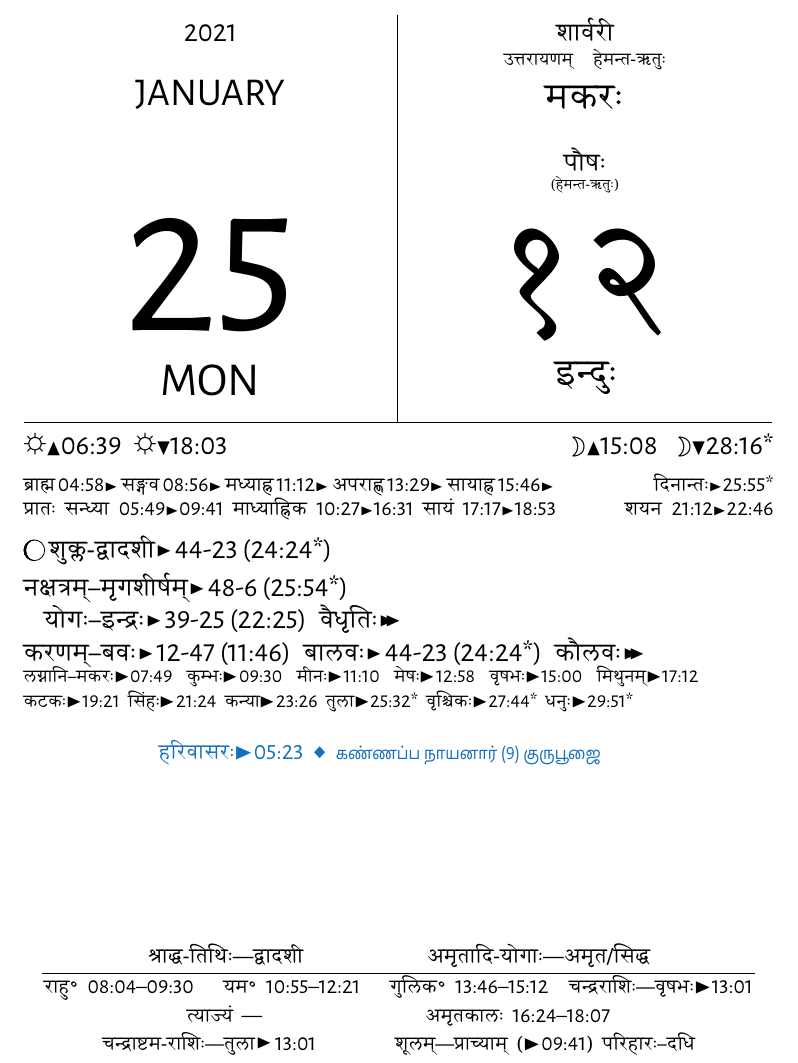 2021
JANUARY
25
MON
शार्वरी
उत्तरायणम् हेमन्त-ऋतुः
मकरः
पौषः
(हेमन्त-ऋतुः)
१२
इन्दुः
☼▲06:39 ☼▼18:03 ☽▲15:08 ☽▼28:16*
ब्राह्म 04:58► सङ्गव 08:56► मध्याह्न 11:12► अपराह्ण 13:29► सायाह्न 15:46► दिनान्तः►25:55*
प्रातः सन्ध्या 05:49►09:41 माध्याह्निक 10:27►16:31 सायं 17:17►18:53 शयन 21:12►22:46
शुक्ल-द्वादशी► 44-23 (24:24*)
नक्षत्रम्–मृगशीर्षम्► 48-6 (25:54*)
योगः–इन्द्रः► 39-25 (22:25) वैधृतिः►►
करणम्–बवः► 12-47 (11:46) बालवः► 44-23 (24:24*) कौलवः►►
लग्नानि–मकरः►07:49 कुम्भः► 09:30 मीनः►11:10 मेषः►12:58 वृषभः►15:00 मिथुनम्►17:12
कटकः►19:21 सिंहः►21:24 कन्या►23:26 तुला►25:32* वृश्चिकः►27:44* धनुः►29:51*
हरिवासरः► 05:23 ♦ கண்ணப்ப நாயனார் (9) குருபூஜை
श्राद्ध-तिथिः—द्वादशी अमृतादि-योगाः—अमृत/सिद्ध
राहु° 08:04–09:30 यम° 10:55–12:21 गुलिक° 13:46–15:12 चन्द्रराशिः—वृषभः►13:01
त्याज्यं — अमृतकालः 16:24–18:07
चन्द्राष्टम-राशिः—तुला► 13:01 शूलम्—प्राच्याम् (►09:41) परिहारः–दधि